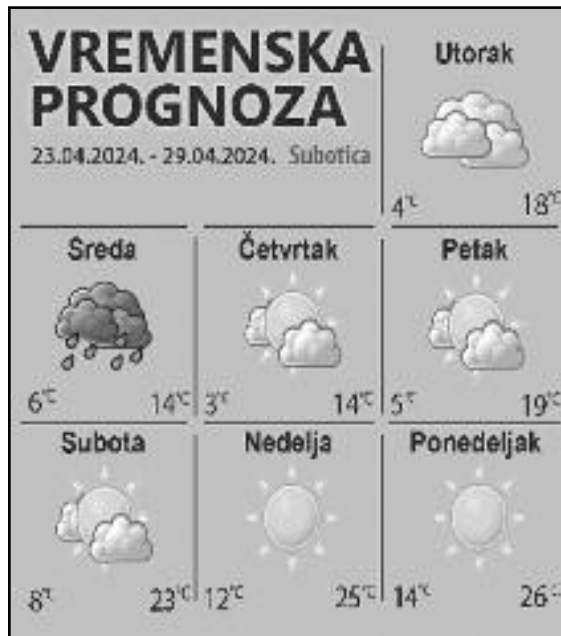 VREMENSKA
PROGNOZA
23.04.2024. - 29.04.2024. Subotica
Utorak
4°C 18°C
Sreda
6°C 14°C
Četvrtak
3°C 14°C
Petak
5°C 19°C
Subota
8°C 23°C
Nedelja
12°C 25°C
Ponedeljak
14°C 26°C